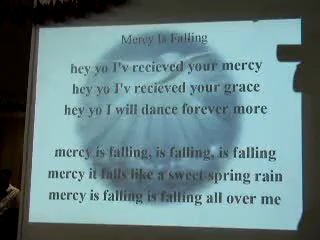 Mercy Is Falling
hey yo I'v recieved your mercy
hey yo I'v recieved your grace
hey yo I will dance forever more
mercy is falling, is falling, is falling
mercy it falls like a sweet spring rain
mercy is falling is falling all over me